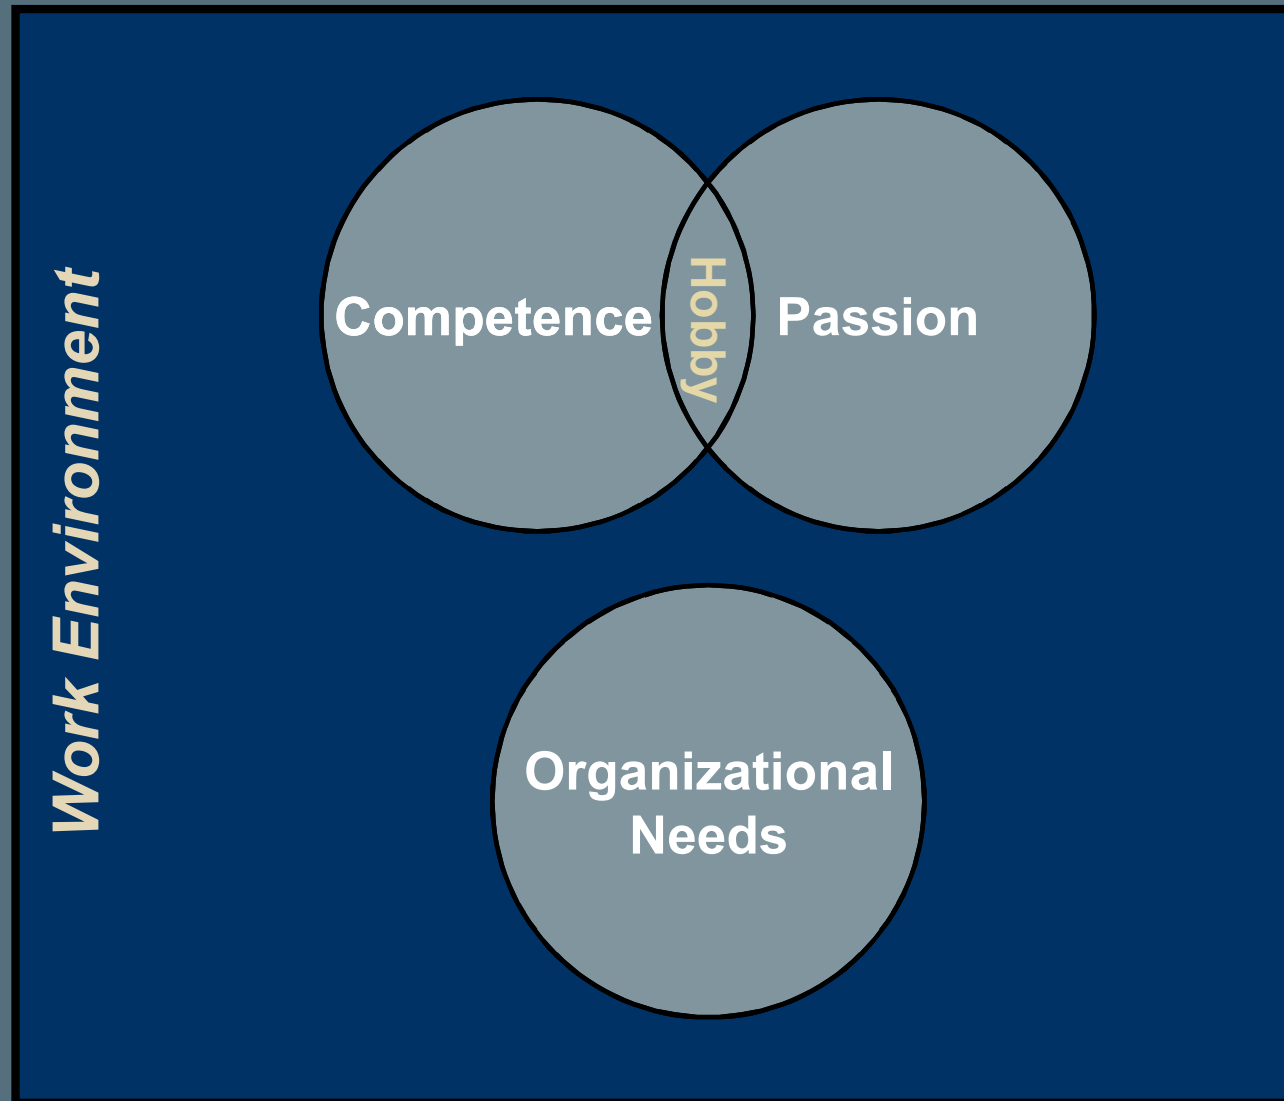 Work Environment
Competence
Hobby
Passion
Organizational
Needs